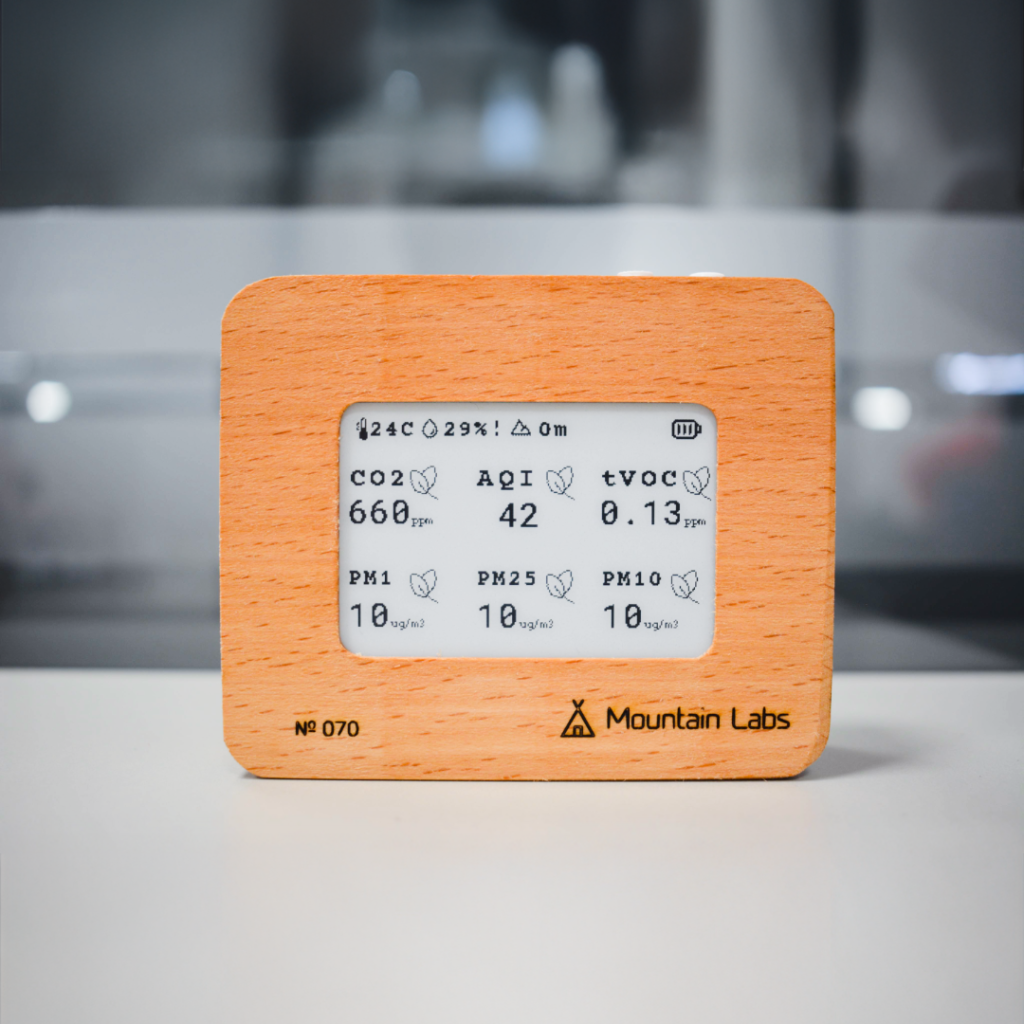 24C 29%! 0m
CO2 AQI tVOC
660ppm 42 0.13ppm
PM1 PM25 PM10
10ug/m3 10ug/m3 10ug/m3
№ 070 Mountain Labs